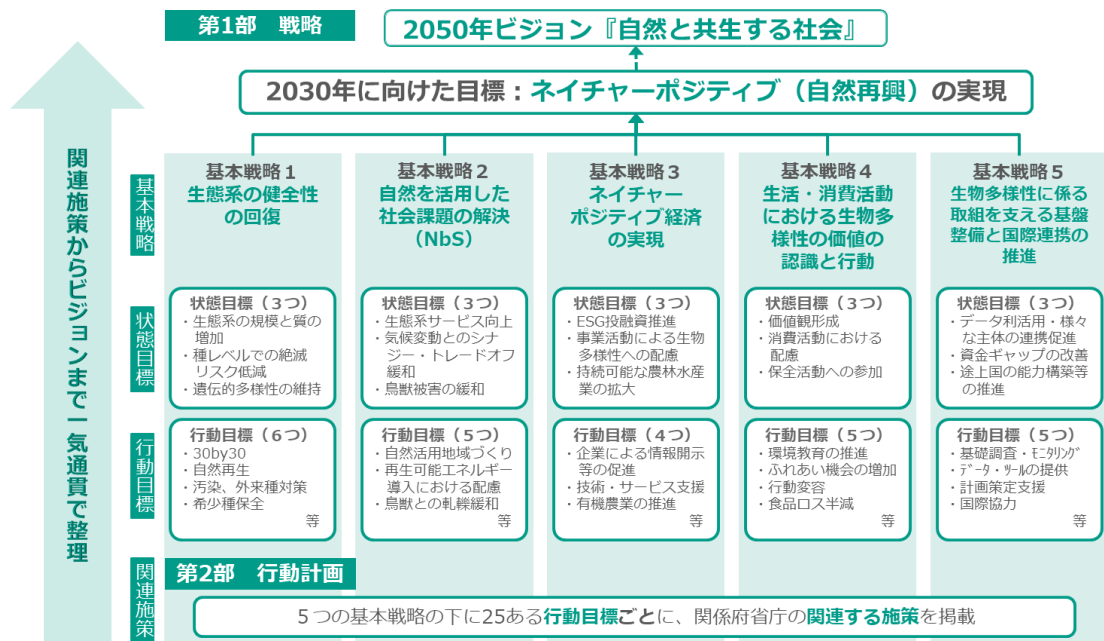 第1部 戦略
2050年ビジョン『自然と共生する社会』
2030年に向けた目標：ネイチャーポジティブ（自然再興）の実現
関連施策からビジョンまで一気通貫で整理
基本戦略
基本戦略１
生態系の健全性
の回復
基本戦略２
自然を活用した
社会課題の解決
（NbS）
基本戦略３
ネイチャー
ポジティブ経済
の実現
基本戦略４
生活・消費活動
における生物多
様性の価値の
認識と行動
基本戦略５
生物多様性に係る
取組を支える基盤
整備と国際連携の
推進
状態目標
状態目標（３つ）
・生態系の規模と質の
増加
・種レベルでの絶滅
リスク低減
・遺伝的多様性の維持
状態目標（３つ）
・生態系サービス向上
・気候変動とのシナ
ジー・トレードオフ
緩和
・鳥獣被害の緩和
状態目標（３つ）
・ESG投融資推進
・事業活動による生物
多様性への配慮
・持続可能な農林水産
業の拡大
状態目標（３つ）
・価値観形成
・消費活動における
配慮
・保全活動への参加
状態目標（３つ）
・データ利活用・様々
な主体の連携促進
・資金ギャップの改善
・途上国の能力構築等
の推進
行動目標
行動目標（６つ）
・30by30
・自然再生
・汚染、外来種対策
・希少種保全
等
行動目標（５つ）
・自然活用地域づくり
・再生可能エネルギー
導入における配慮
・鳥獣との軋轢緩和
等
行動目標（４つ）
・企業による情報開示
等の促進
・技術・サービス支援
・有機農業の推進
等
行動目標（５つ）
・環境教育の推進
・ふれあい機会の増加
・行動変容
・食品ロス半減
等
行動目標（５つ）
・基礎調査・ﾓﾆﾀﾘﾝｸﾞ
・ﾃﾞｰﾀ・ﾂｰﾙの提供
・計画策定支援
・国際協力
等
関連施策
第2部 行動計画
５つの基本戦略の下に25ある行動目標ごとに、関係府省庁の関連する施策を掲載